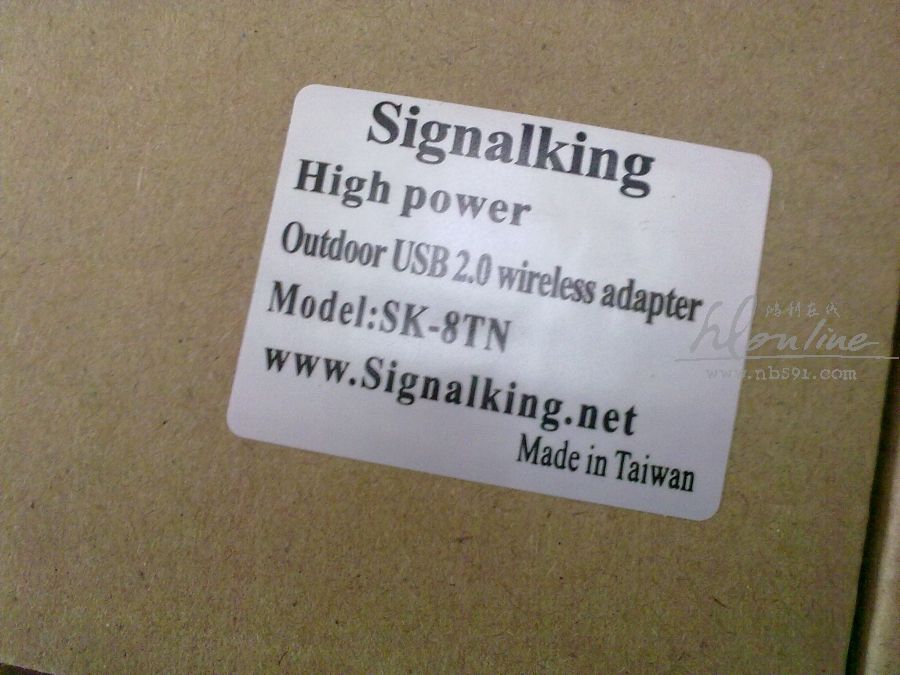 Signalking
High power
Outdoor USB 2.0 wireless adapter
Model:SK-8TN
www.Signalking.net
Made in Taiwan
online
www.nb591.com